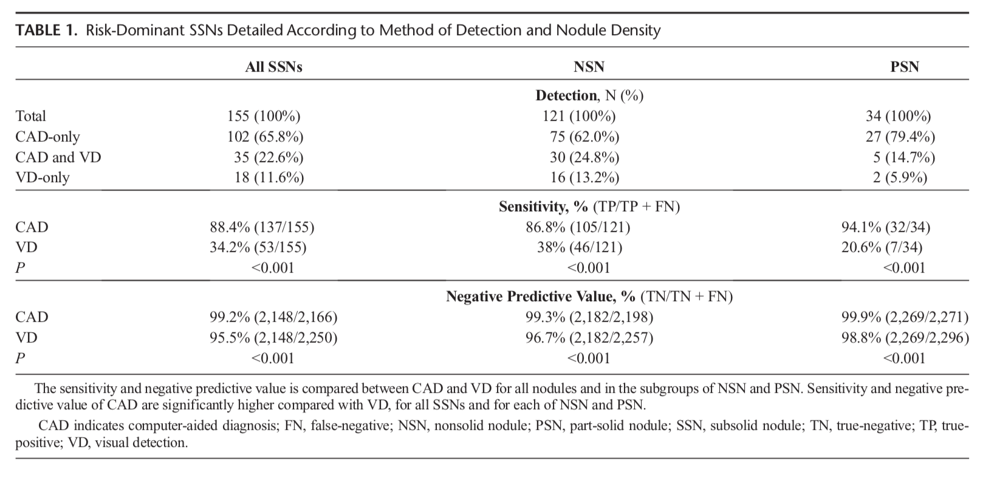 TABLE 1. Risk-Dominant SSNs Detailed According to Method of Detection and Nodule Density
All SSNs NSN PSN
Detection, N (%)
Total 155 (100%) 121 (100%) 34 (100%)
CAD-only 102 (65.8%) 75 (62.0%) 27 (79.4%)
CAD and VD 35 (22.6%) 30 (24.8%) 5 (14.7%)
VD-only 18 (11.6%) 16 (13.2%) 2 (5.9%)
Sensitivity, % (TP/TP + FN)
CAD 88.4% (137/155) 86.8% (105/121) 94.1% (32/34)
VD 34.2% (53/155) 38% (46/121) 20.6% (7/34)
P <0.001 <0.001 <0.001
Negative Predictive Value, % (TN/TN + FN)
CAD 99.2% (2,148/2,166) 99.3% (2,182/2,198) 99.9% (2,269/2,271)
VD 95.5% (2,148/2,250) 96.7% (2,182/2,257) 98.8% (2,269/2,296)
P <0.001 <0.001 <0.001
The sensitivity and negative predictive value is compared between CAD and VD for all nodules and in the subgroups of NSN and PSN. Sensitivity and negative pre-
dictive value of CAD are significantly higher compared with VD, for all SSNs and for each of NSN and PSN.
CAD indicates computer-aided diagnosis; FN, false-negative; NSN, nonsolid nodule; PSN, part-solid nodule; SSN, subsolid nodule; TN, true-negative; TP, true-
positive; VD, visual detection.